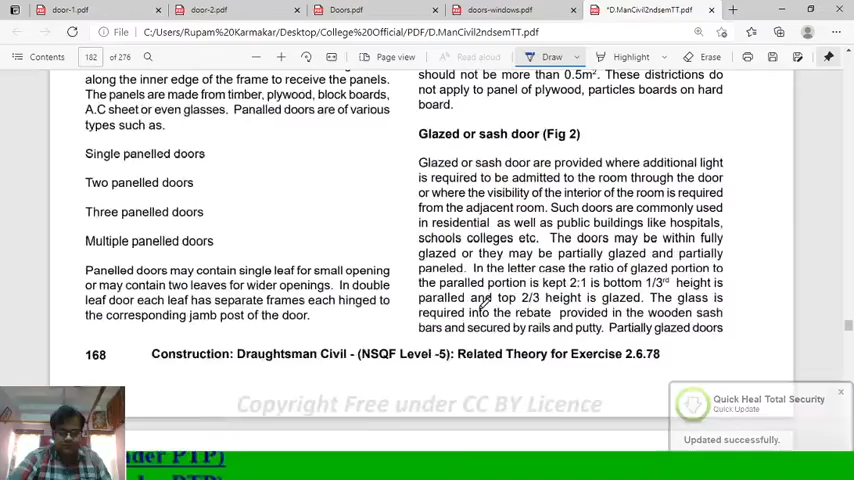 door-1.pdf
door-2.pdf
Doors.pdf
doors-windows.pdf
*D.ManCivil2ndsemTT.pdf
File
C:/Users/Rupam%20Karmakar/Desktop/College%20Official/PDF/D.ManCivil2ndsemTT.pdf
Contents
182 of 276
Page view
Draw
Highlight
Erase
along the inner edge of the frame to receive the panels.
The panels are made from timber, plywood, block boards,
A.C sheet or even glasses. Panalled doors are of various
types such as.
Single panelled doors
Two panelled doors
Three panelled doors
Multiple panelled doors
Panelled doors may contain single leaf for small opening
or may contain two leaves for wider openings. In double
leaf door each leaf has separate frames each hinged to
the corresponding jamb post of the door.
should not be more than 0.5m². These districtions do
not apply to panel of plywood, particles boards on hard
board.
Glazed or sash door (Fig 2)
Glazed or sash door are provided where additional light
is required to be admitted to the room through the door
or where the visibility of the interior of the room is required
from the adjacent room. Such doors are commonly used
in residential as well as public buildings like hospitals,
schools colleges etc. The doors may be within fully
glazed or they may be partially glazed and partially
paneled. In the letter case the ratio of glazed portion to
the paralled portion is kept 2:1 is bottom 1/3rd height is
paralled and top 2/3 height is glazed. The glass is
required into the rebate provided in the wooden sash
bars and secured by rails and putty. Partially glazed doors
168
Construction: Draughtsman Civil - (NSQF Level -5): Related Theory for Exercise 2.6.78
Copyright Free under CC BY Licence
Quick Heal Total Security
Quick Update
Updated successfully.
der PTP)